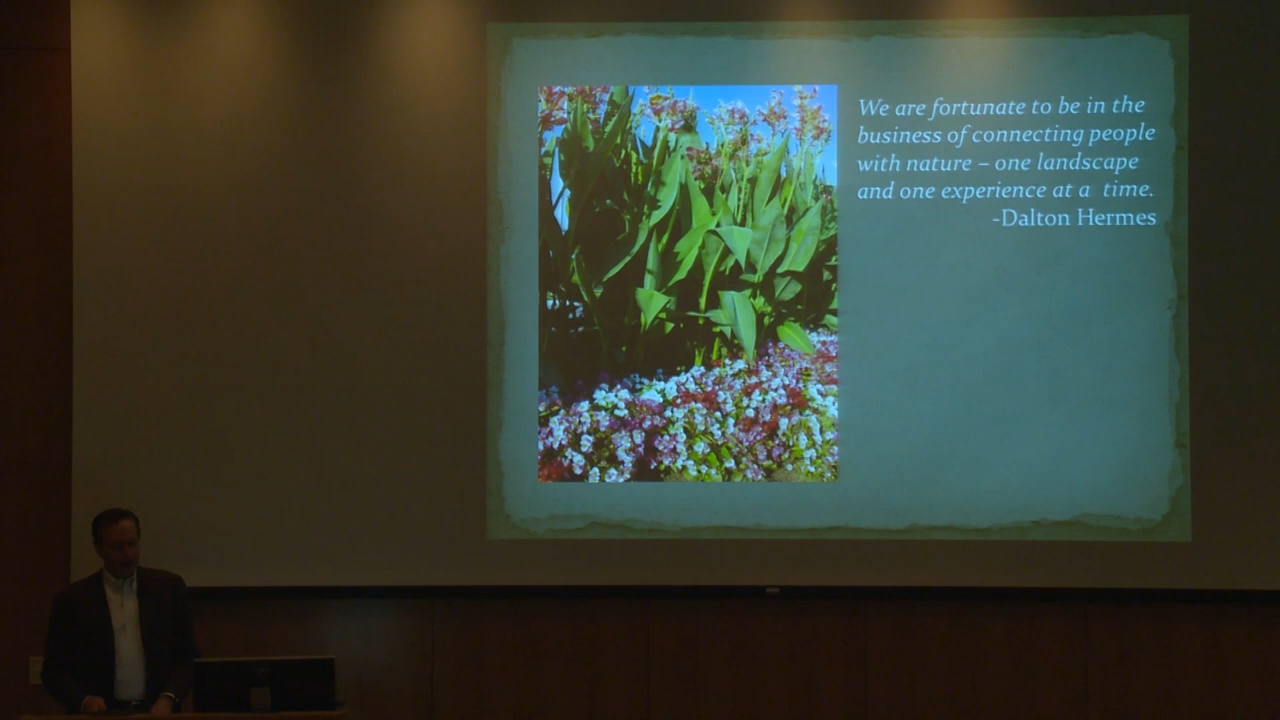 We are fortunate to be in the
business of connecting people
with nature – one landscape
and one experience at a  time.
-Dalton Hermes